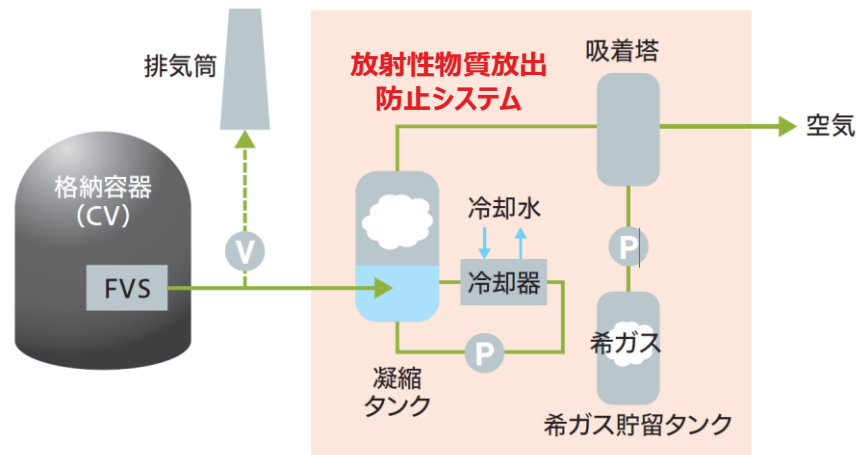 排気筒
放射性物質放出
防止システム
吸着塔
空気
格納容器
（CV）
V
冷却水
P
FVS
冷却器
希ガス
P
凝縮
タンク
希ガス貯留タンク